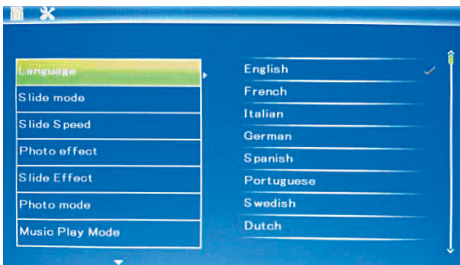 Language
Slide mode
Slide Speed
Photo effect
Slide Effect
Photo mode
Music Play Mode
English
French
Italian
German
Spanish
Portuguese
Swedish
Dutch